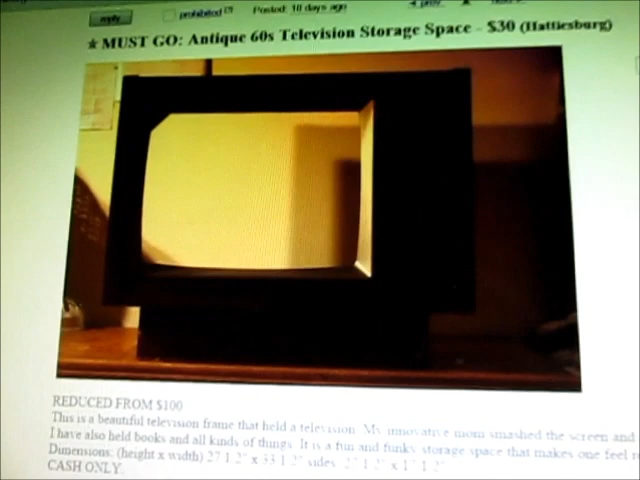 reply prohibited [?] Posted: 10 days ago
★ MUST GO: Antique 60s Television Storage Space - $30 (Hattiesburg)
REDUCED FROM $100
This is a beautiful television frame that held a television. My innovative mom smashed the screen and
I have also held books and all kinds of things. It is a fun and funky storage space that makes one feel
Dimensions: (height x width) 27 1 2" x 33 1 2" sides:
CASH ONLY.